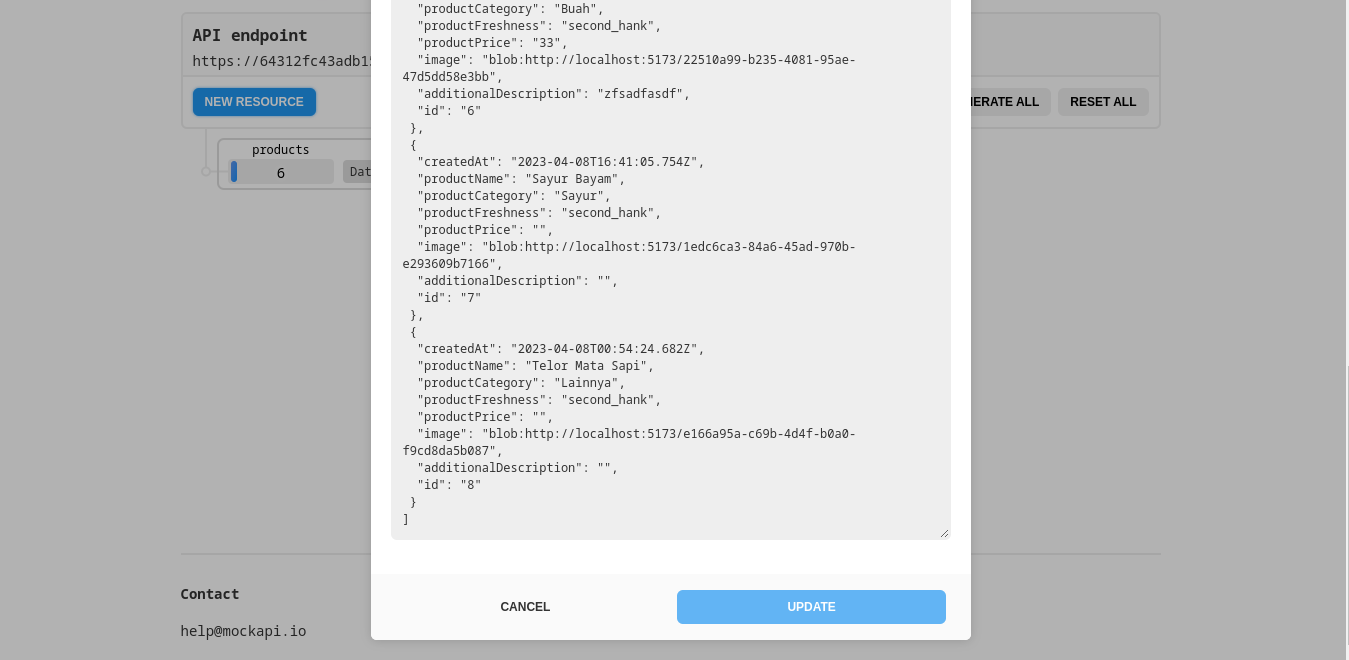 "productCategory": "Buah",
"productFreshness": "second_hank",
"productPrice": "33",
"image": "blob:http://localhost:5173/22510a99-b235-4081-95ae-
47d5dd58e3bb",
"additionalDescription": "zfsadfasdf",
"id": "6"
},
{
"createdAt": "2023-04-08T16:41:05.754Z",
"productName": "Sayur Bayam",
"productCategory": "Sayur",
"productFreshness": "second_hank",
"productPrice": "",
"image": "blob:http://localhost:5173/1edc6ca3-84a6-45ad-970b-
e293609b7166",
"additionalDescription": "",
"id": "7"
},
{
"createdAt": "2023-04-08T00:54:24.682Z",
"productName": "Telor Mata Sapi",
"productCategory": "Lainnya",
"productFreshness": "second_hank",
"productPrice": "",
"image": "blob:http://localhost:5173/e166a95a-c69b-4d4f-b0a0-
f9cd8da5b087",
"additionalDescription": "",
"id": "8"
}
]
CANCEL
UPDATE
API endpoint
https://64312fc43adb15
NEW RESOURCE
ERATE ALL
RESET ALL
products
6
Dat
Contact
help@mockapi.io